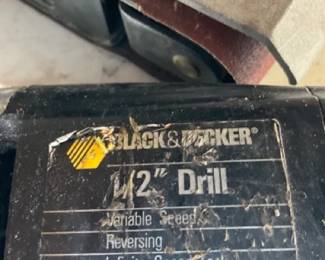 BLACK&DECKER®
1/2" Drill
Variable Speed
Reversing